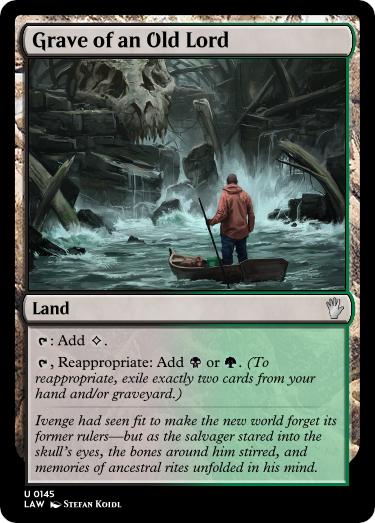 Grave of an Old Lord
Land
: Add .
, Reappropriate: Add or . (To
reappropriate, exile exactly two cards from your
hand and/or graveyard.)
Ivenge had seen fit to make the new world forget its
former rulers—but as the salvager stared into the
skull's eyes, the bones around him stirred, and
memories of ancestral rites unfolded in his mind.
U 0145
LAW Stefan Koidl